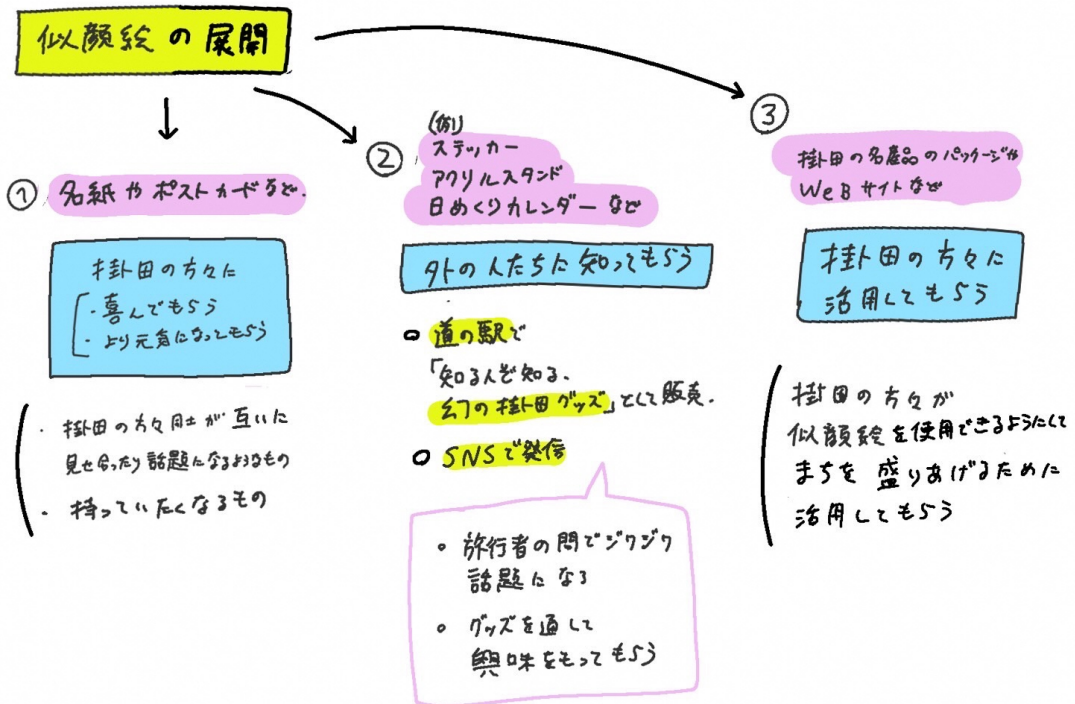 似顔絵の展開
① 名紙やポストカードなど.
掛田の方々に
・喜んでもらう
・より元気になってもらう
・掛田の方々同士が互いに
見せ合ったり話題になるようなもの
・持っていたくなるもの
②
(例)
ステッカー
アクリルスタンド
日めくりカレンダーなど
外の人たちに知ってもらう
○ 道の駅で
「知る人ぞ知る、
幻の掛田グッズ」として販売.
○ SNSで発信
○ 旅行者の間でジワジワ
話題になる
○ グッズを通して
興味をもってもらう
③
掛田の名産品のパッケージや
WeBサイトなど
掛田の方々に
活用してもらう
掛田の方々が
似顔絵を使用できるようにして
まちを盛りあげるために
活用してもらう